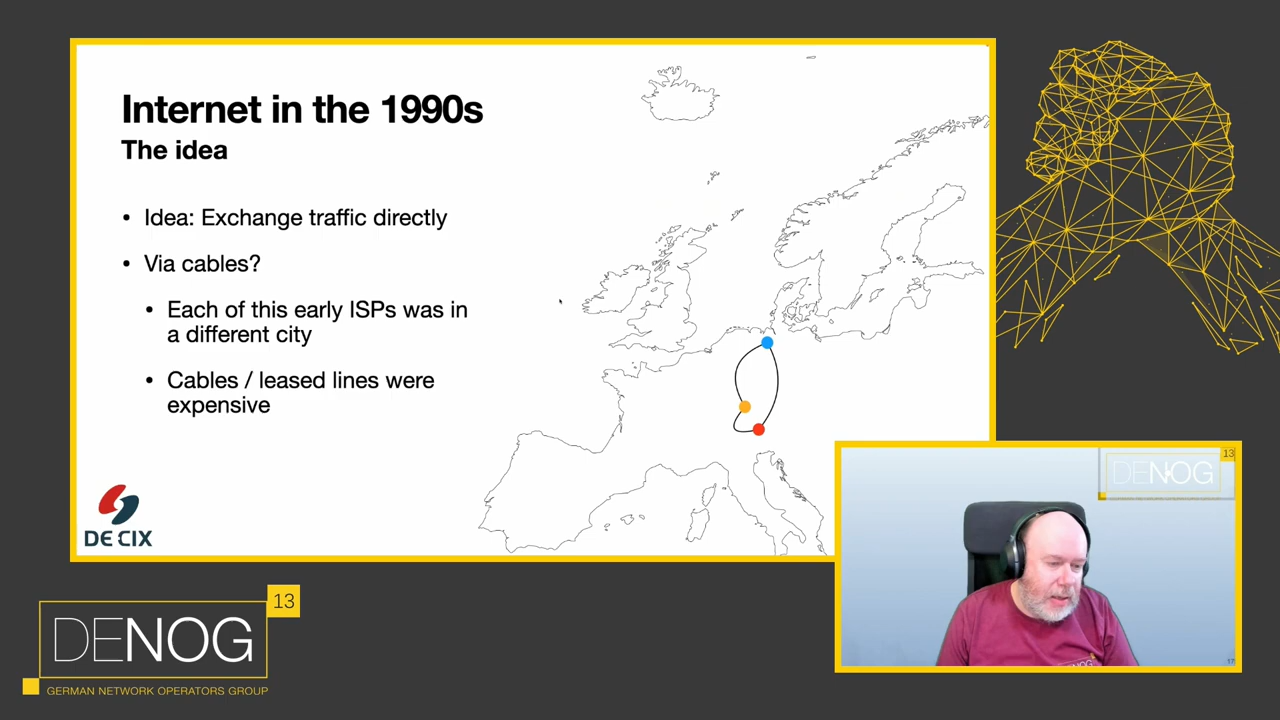 Internet in the 1990s
The idea
• Idea: Exchange traffic directly
• Via cables?
• Each of this early ISPs was in
a different city
• Cables / leased lines were
expensive
DE CIX
13
DENOG
DENOG
13
DENOG
GERMAN NETWORK OPERATORS GROUP